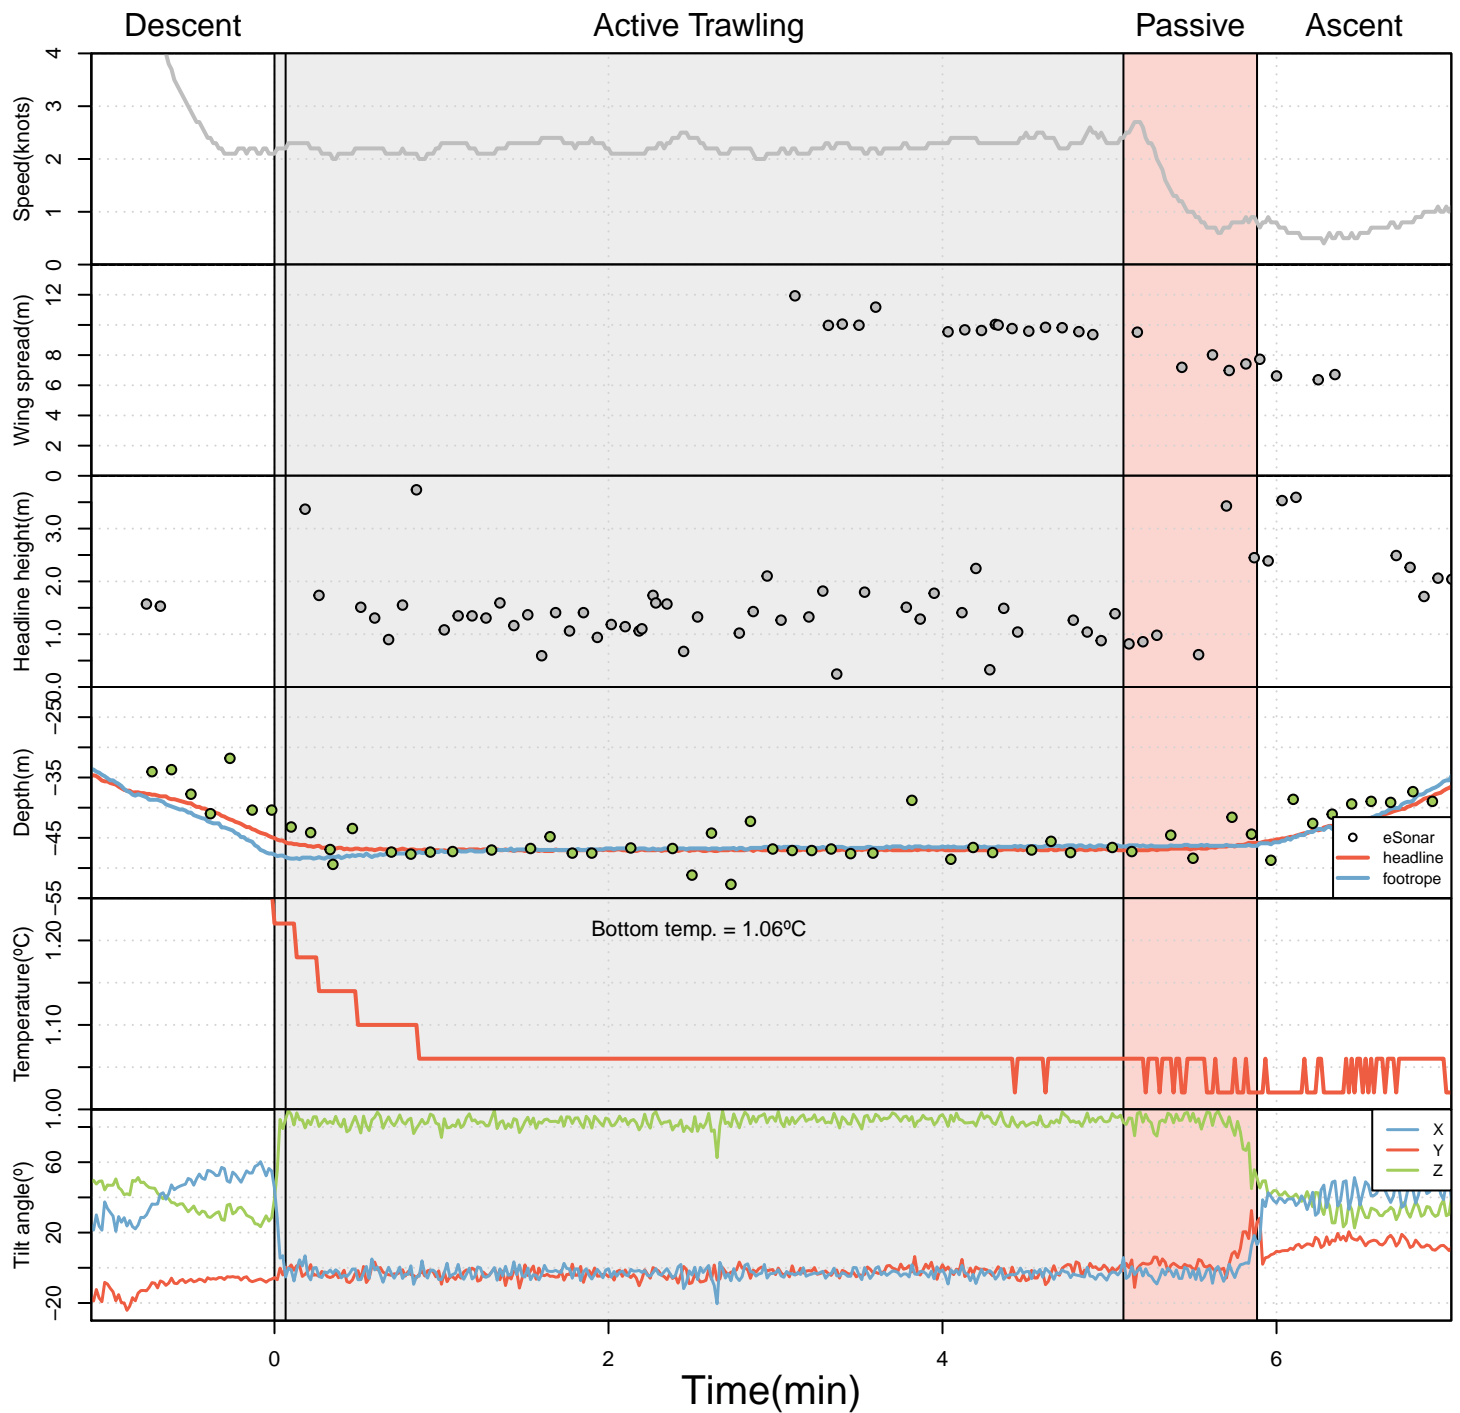 Descent Active Trawling Passive Ascent
Speed(knots)
4
3
2
1
0
Wing spread(m)
12
8
6
4
2
0
Headline height(m)
3.0
2.0
1.0
0.0
Depth(m)
−25
−35
−45
−55
eSonar
headline
footrope
Temperature(ºC)
1.20
1.10
1.00
Bottom temp. = 1.06ºC
Tilt angle(º)
60
20
−20
X
Y
Z
0 2 4 6
Time(min)